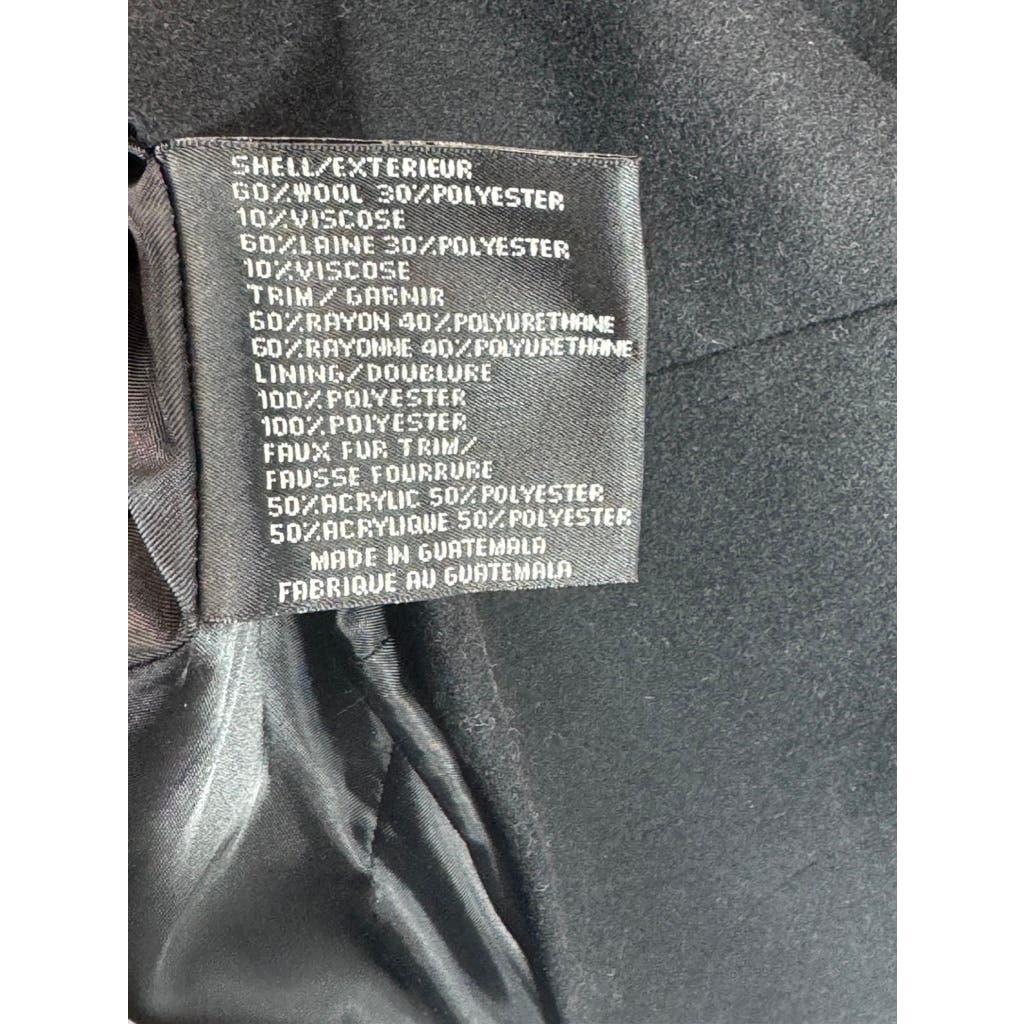 SHELL/EXTERIEUR
60%WOOL 30%POLYESTER
10%VISCOSE
60%LAINE 30%POLYESTER
10%VISCOSE
TRIM/ GARNIR
60%RAYON 40%POLYURETHANE
60%RAYONNE 40%POLYURETHANE
LINING/DOUBLURE
100%POLYESTER
100%POLYESTER
FAUX FUR TRIM/
FAUSSE FOURRURE
50%ACRYLIC 50%POLYESTER
50%ACRYLIQUE 50%POLYESTER
MADE IN GUATEMALA
FABRIQUE AU GUATEMALA